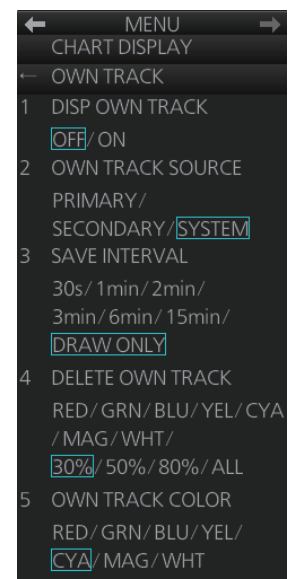 ← MENU →
CHART DISPLAY
← OWN TRACK
1 DISP OWN TRACK
OFF/ON
2 OWN TRACK SOURCE
PRIMARY/
SECONDARY/SYSTEM
3 SAVE INTERVAL
30s/1min/2min/
3min/6min/15min/
DRAW ONLY
4 DELETE OWN TRACK
RED/GRN/BLU/YEL/CYA
/MAG/WHT/
30%/50%/80%/ALL
5 OWN TRACK COLOR
RED/GRN/BLU/YEL/
CYA/MAG/WHT